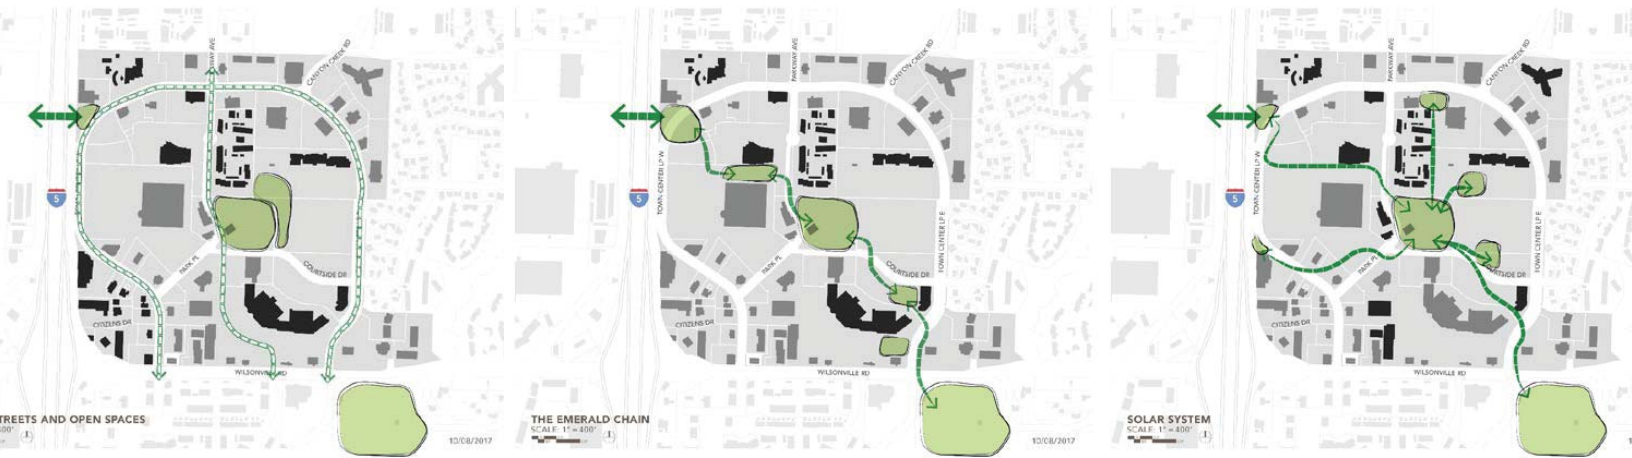 PARKWAY AVE
CANYON CREEK RD
5
PARK PL
COURTSIDE DR
CITIZENS DR
WILSONVILLE RD
TREETS AND OPEN SPACES
400'
10/08/2017
PARKWAY AVE
CANYON CREEK RD
TOWN CENTER LP W
5
TOWN CENTER LP E
PARK PL
COURTSIDE DR
CITIZENS DR
WILSONVILLE RD
THE EMERALD CHAIN
SCALE: 1" = 400'
10/08/2017
PARKWAY AVE
CANYON CREEK RD
TOWN CENTER LP W
5
TOWN CENTER LP E
PARK PL
COURTSIDE DR
CITIZENS DR
WILSONVILLE RD
SOLAR SYSTEM
SCALE: 1" = 400'
1